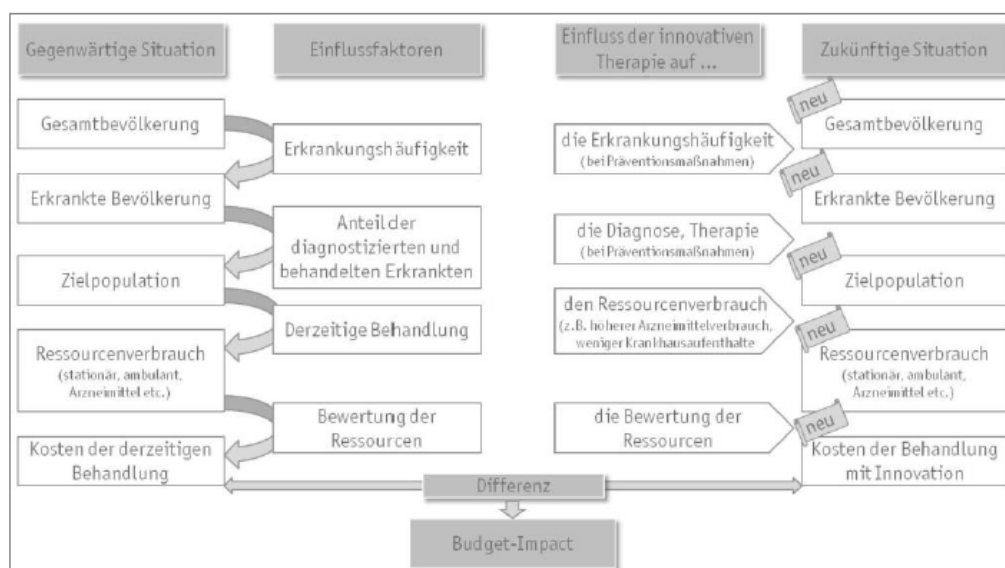 Gegenwärtige Situation
Einflussfaktoren
Einfluss der innovativen
Therapie auf ...
Zukünftige Situation
Gesamtbevölkerung
Erkrankungshäufigkeit
Erkrankte Bevölkerung
Anteil der
diagnostizierten und
behandelten Erkrankten
Zielpopulation
Derzeitige Behandlung
Ressourcenverbrauch
(stationär, ambulant,
Arzneimittel etc.)
Bewertung der
Ressourcen
Kosten der derzeitigen
Behandlung
die Erkrankungshäufigkeit
(bei Präventionsmaßnahmen)
die Diagnose, Therapie
(bei Präventionsmaßnahmen)
den Ressourcenverbrauch
(z.B. höherer Arzneimittelverbrauch,
weniger Krankhausaufenthalte
die Bewertung der
Ressourcen
neu
Gesamtbevölkerung
neu
Erkrankte Bevölkerung
neu
Zielpopulation
neu
Ressourcenverbrauch
(stationär, ambulant,
Arzneimittel etc.)
neu
Kosten der Behandlung
mit Innovation
Differenz
Budget-Impact